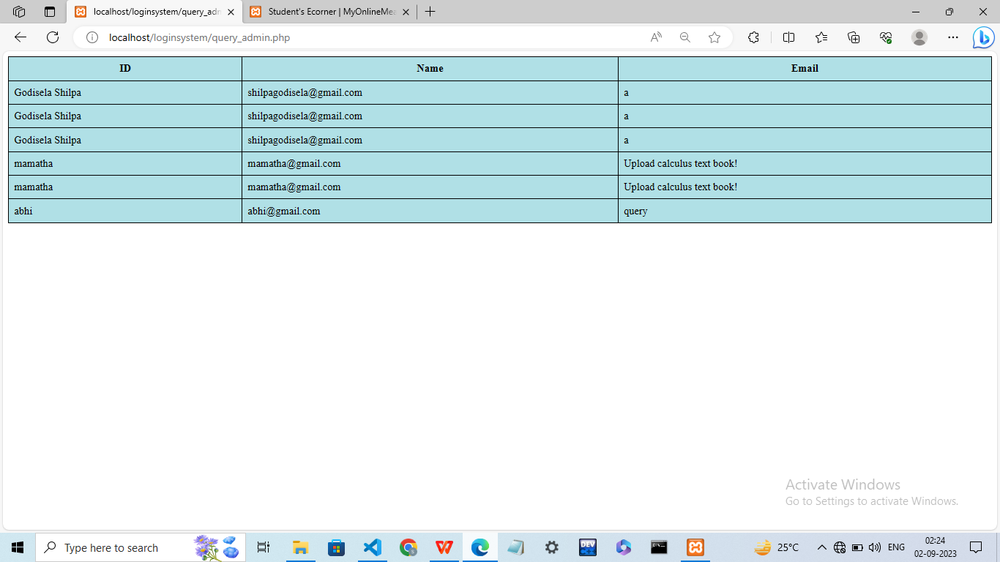 localhost/loginsystem/query_adm
Student's Ecorner | MyOnlineMea
localhost/loginsystem/query_admin.php
ID Name Email
Godisela Shilpa shilpagodisela@gmail.com a
Godisela Shilpa shilpagodisela@gmail.com a
Godisela Shilpa shilpagodisela@gmail.com a
mamatha mamatha@gmail.com Upload calculus text book!
mamatha mamatha@gmail.com Upload calculus text book!
abhi abhi@gmail.com query
Activate Windows
Go to Settings to activate Windows.
Type here to search
DEV
25°C
ENG
02:24
02-09-2023